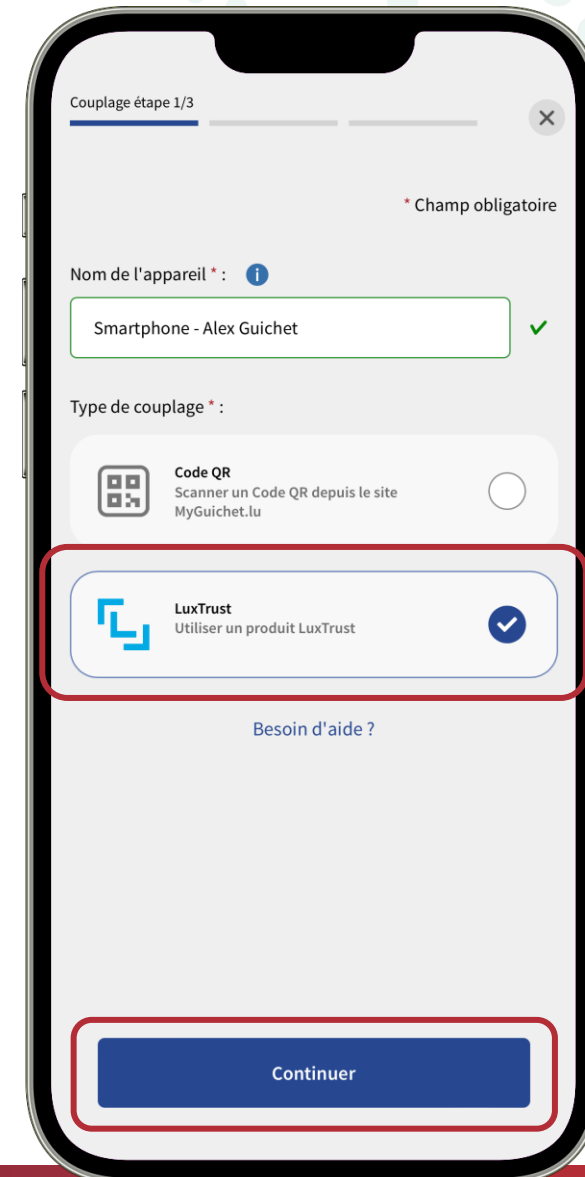 Couplage étape 1/3
* Champ obligatoire
Nom de l'appareil * :
Smartphone - Alex Guichet
Type de couplage * :
Code QR
Scanner un Code QR depuis le site
MyGuichet.lu
LuxTrust
Utiliser un produit LuxTrust
Besoin d'aide ?
Continuer